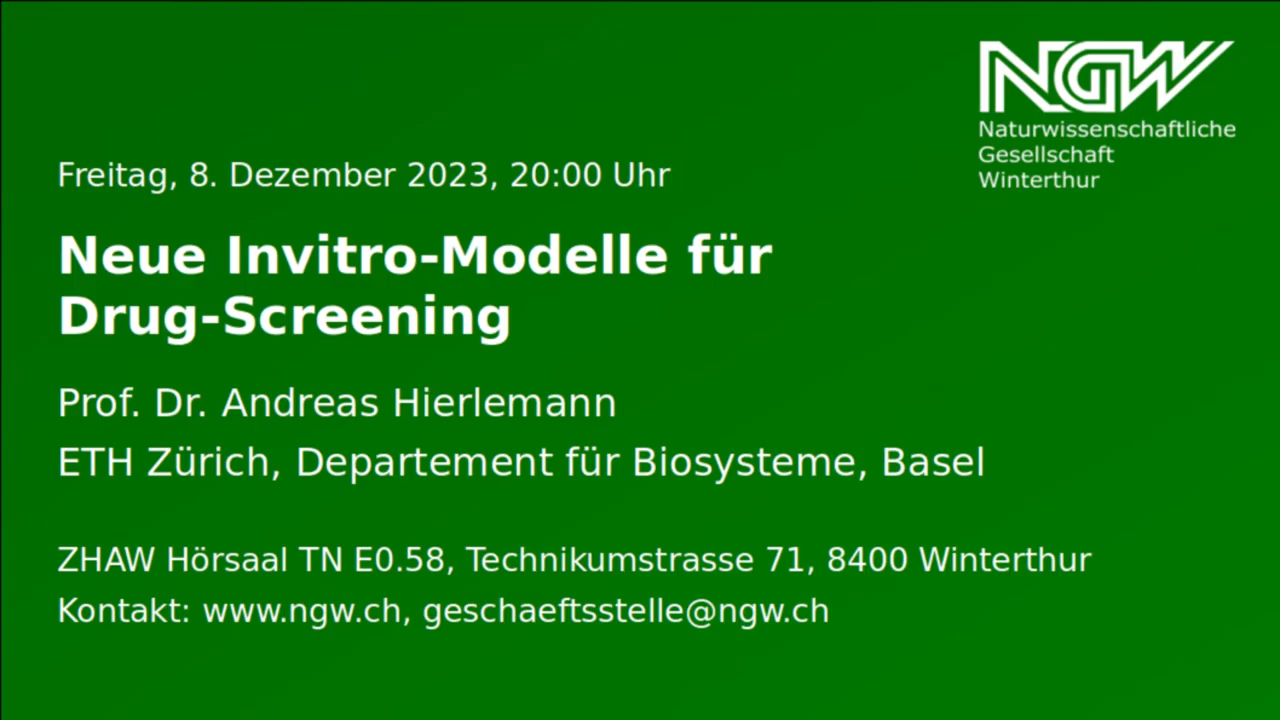 NGW
Naturwissenschaftliche
Gesellschaft
Winterthur
Freitag, 8. Dezember 2023, 20:00 Uhr
Neue Invitro-Modelle für
Drug-Screening
Prof. Dr. Andreas Hierlemann
ETH Zürich, Departement für Biosysteme, Basel
ZHAW Hörsaal TN E0.58, Technikumstrasse 71, 8400 Winterthur
Kontakt: www.ngw.ch, geschaeftsstelle@ngw.ch